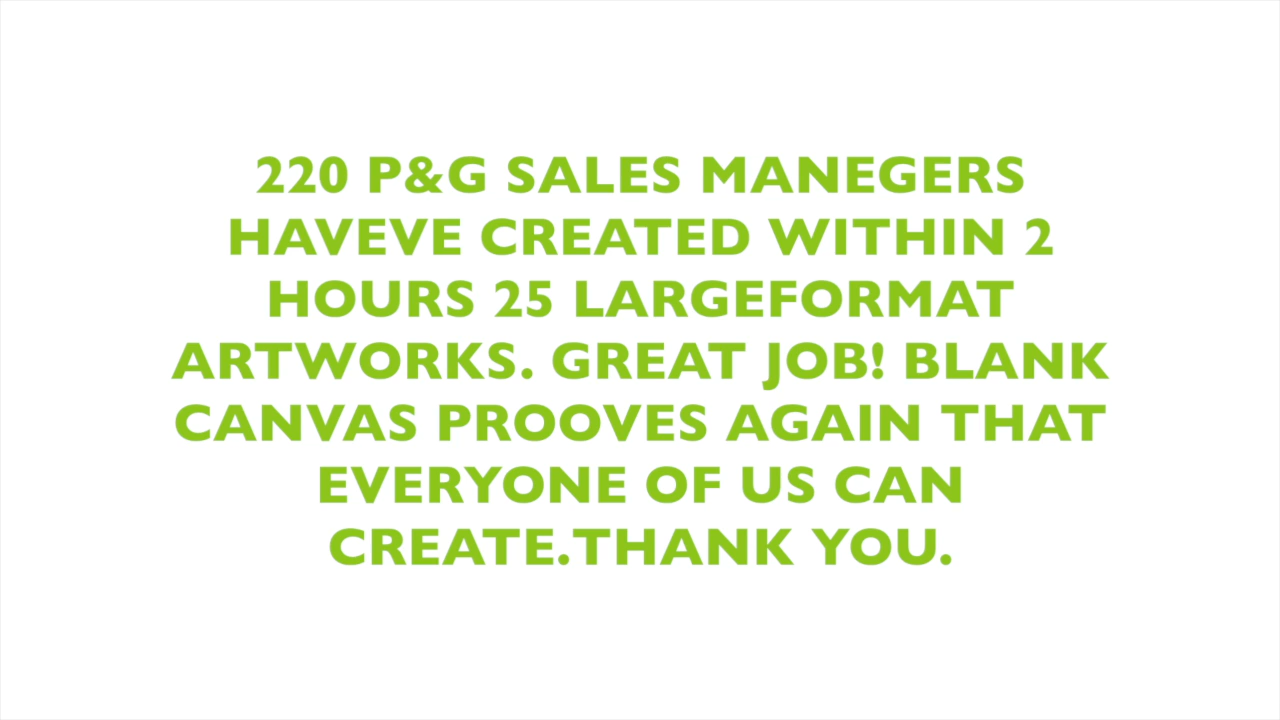 220 P&G SALES MANEGERS
HAVEVE CREATED WITHIN 2
HOURS 25 LARGEFORMAT
ARTWORKS. GREAT JOB! BLANK
CANVAS PROOVES AGAIN THAT
EVERYONE OF US CAN
CREATE.THANK YOU.